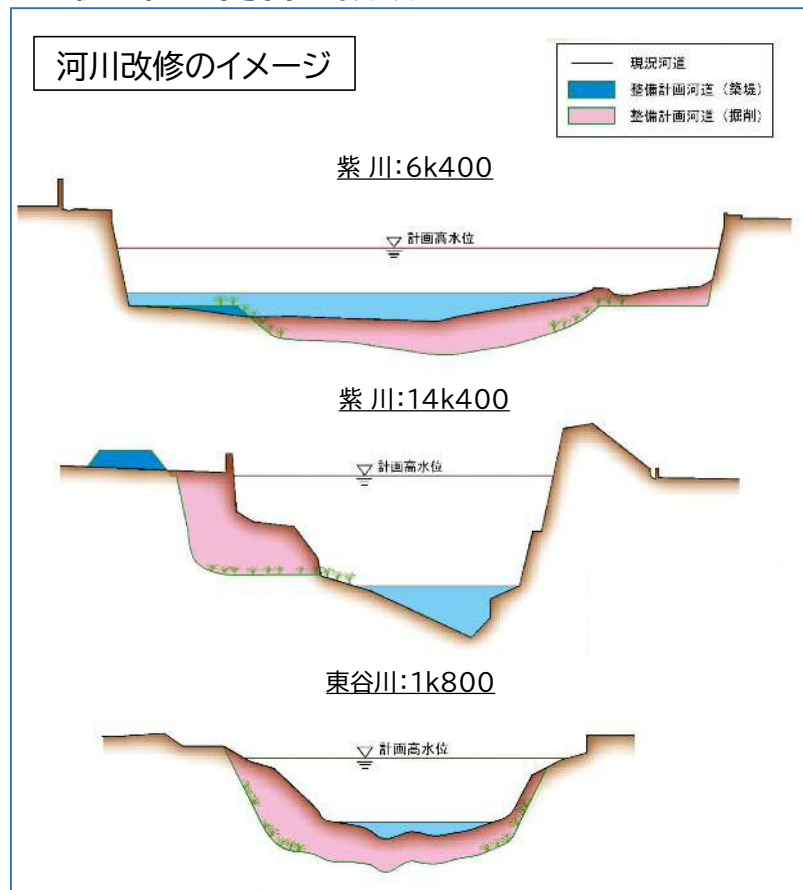 河川改修のイメージ
現況河道
整備計画河道（築堤）
整備計画河道（掘削）
紫 川：6k400
計画高水位
紫 川：14k400
計画高水位
東谷川：1k800
計画高水位